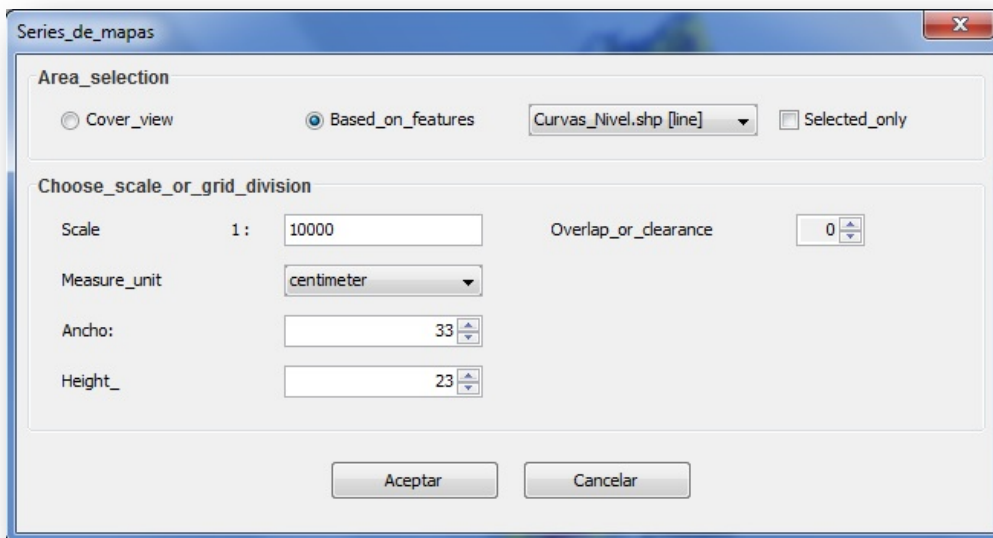 Series_de_mapas
Area_selection
Cover_view Based_on_features Curvas_Nivel.shp [line] Selected_only
Choose_scale_or_grid_division
Scale 1 : 10000 Overlap_or_clearance 0
Measure_unit centimeter
Ancho: 33
Height_ 23
Aceptar Cancelar